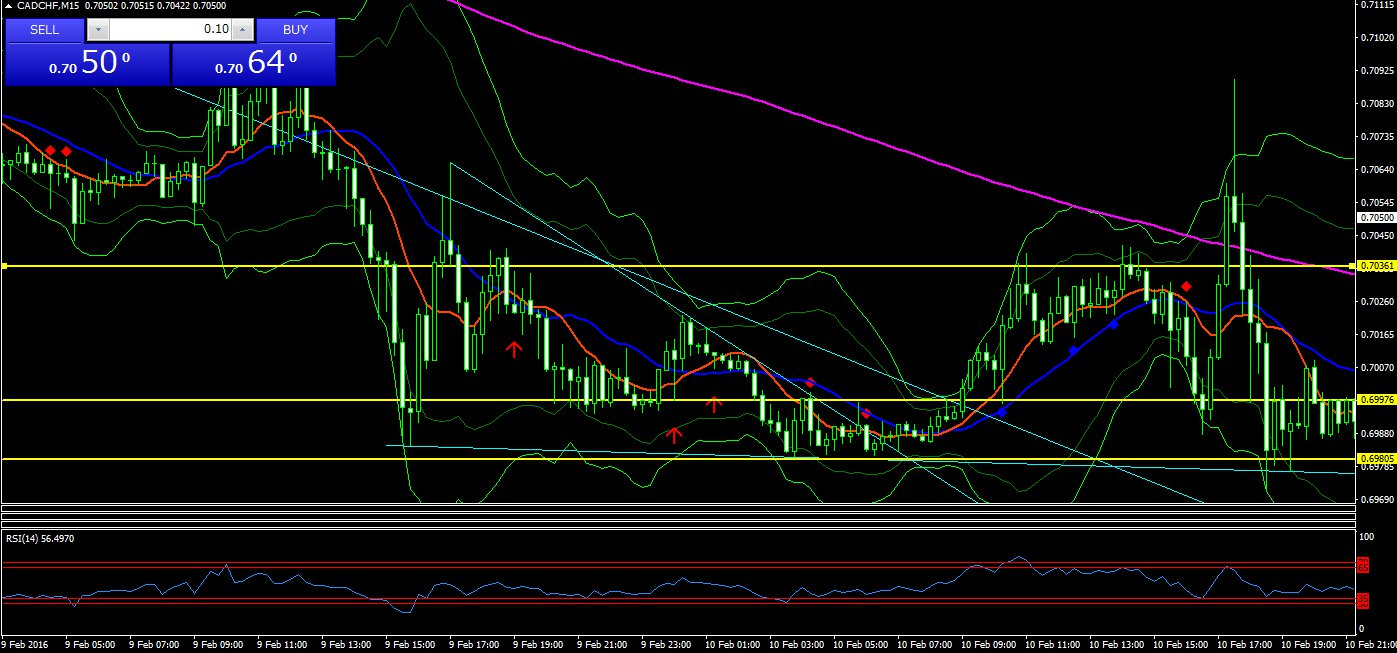 CADCHF,M15 0.70502 0.70515 0.70422 0.70500
SELL 0.10 BUY
0.70 50 0
0.70 64 0
0.71115
0.71020
0.70925
0.70830
0.70735
0.70640
0.70545
0.70500
0.70450
0.70361
0.70260
0.70165
0.70070
0.69976
0.69880
0.69805
0.69785
0.69690
RSI(14) 56.4970
100
65
35
0
9 Feb 2016
9 Feb 05:00
9 Feb 07:00
9 Feb 09:00
9 Feb 11:00
9 Feb 13:00
9 Feb 15:00
9 Feb 17:00
9 Feb 19:00
9 Feb 21:00
9 Feb 23:00
10 Feb 01:00
10 Feb 03:00
10 Feb 05:00
10 Feb 07:00
10 Feb 09:00
10 Feb 11:00
10 Feb 13:00
10 Feb 15:00
10 Feb 17:00
10 Feb 19:00
10 Feb 21:00